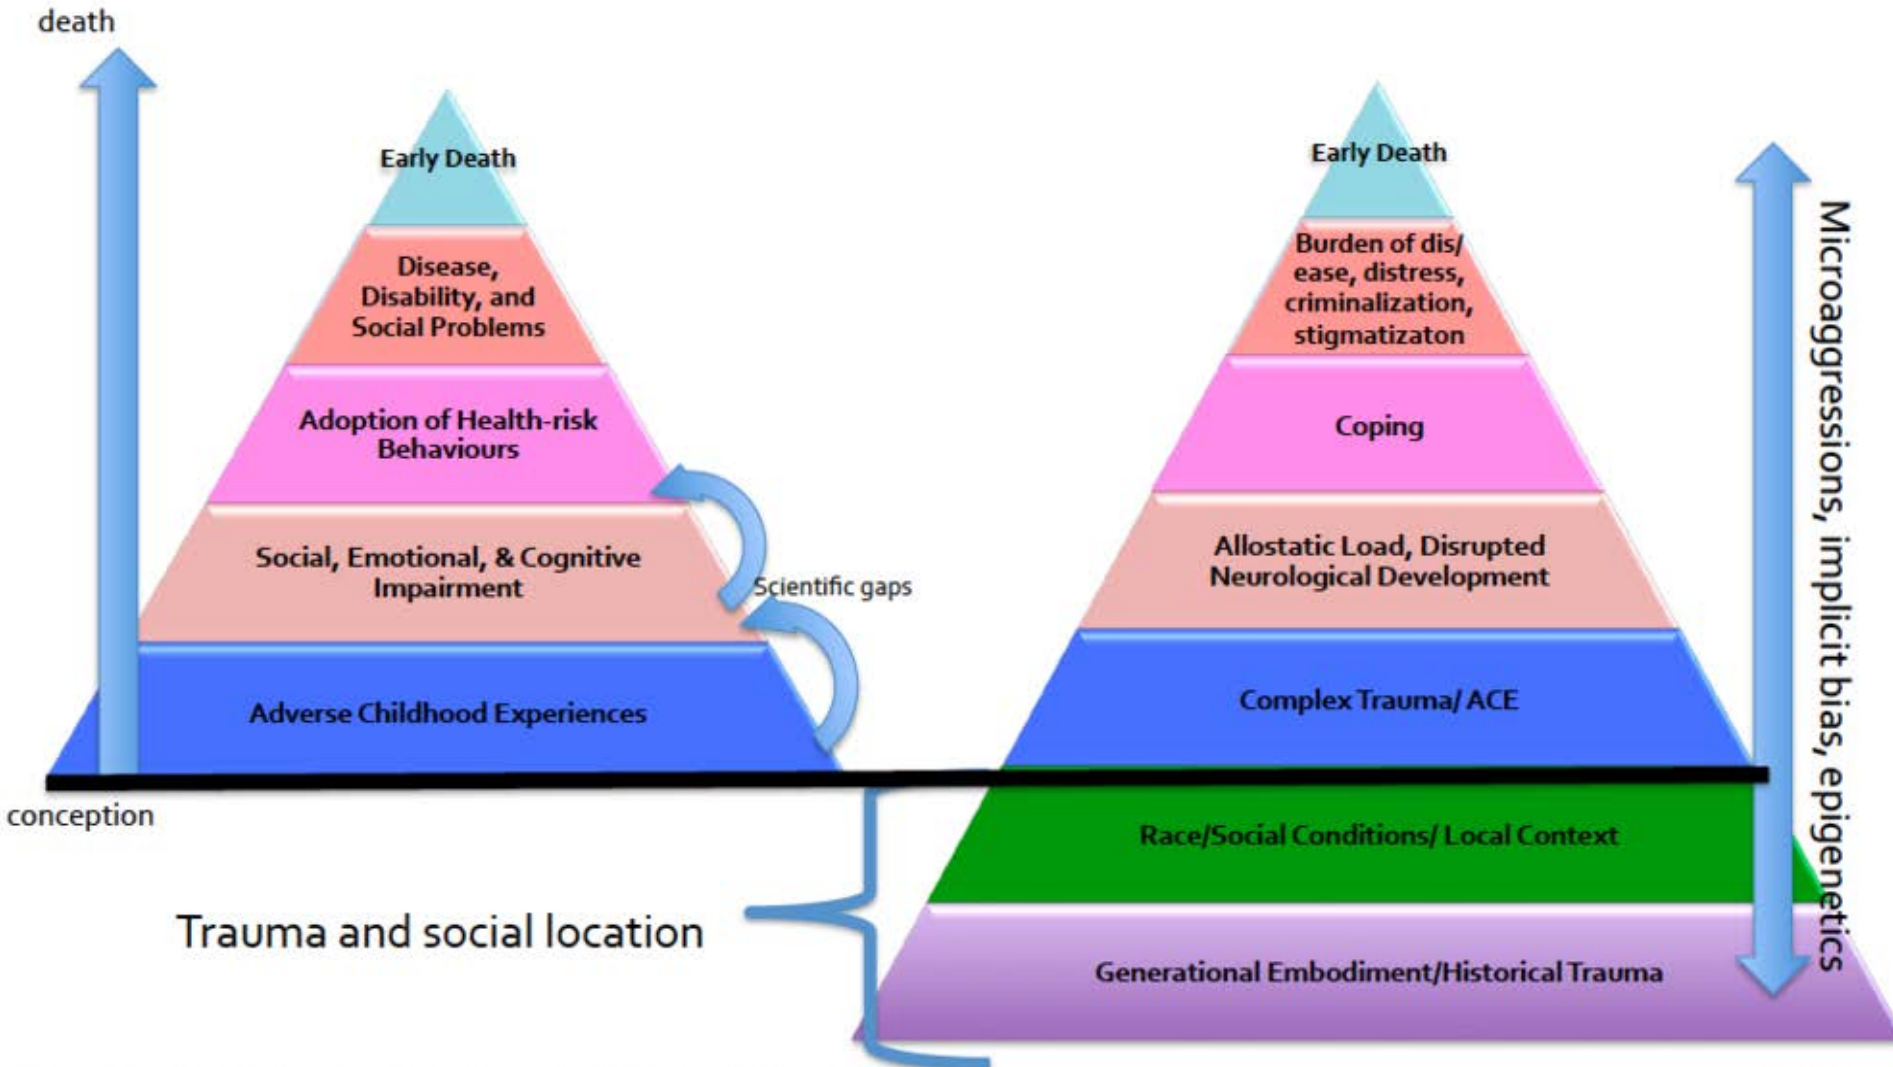 death
Early Death
Disease,
Disability, and
Social Problems
Adoption of Health-risk
Behaviours
Social, Emotional, & Cognitive
Impairment
Scientific gaps
Adverse Childhood Experiences
conception
Trauma and social location
Early Death
Burden of dis/
ease, distress,
criminalization,
stigmatizaton
Coping
Allostatic Load, Disrupted
Neurological Development
Complex Trauma/ ACE
Race/Social Conditions/ Local Context
Generational Embodiment/Historical Trauma
Microaggressions, implicit bias, epigenetics